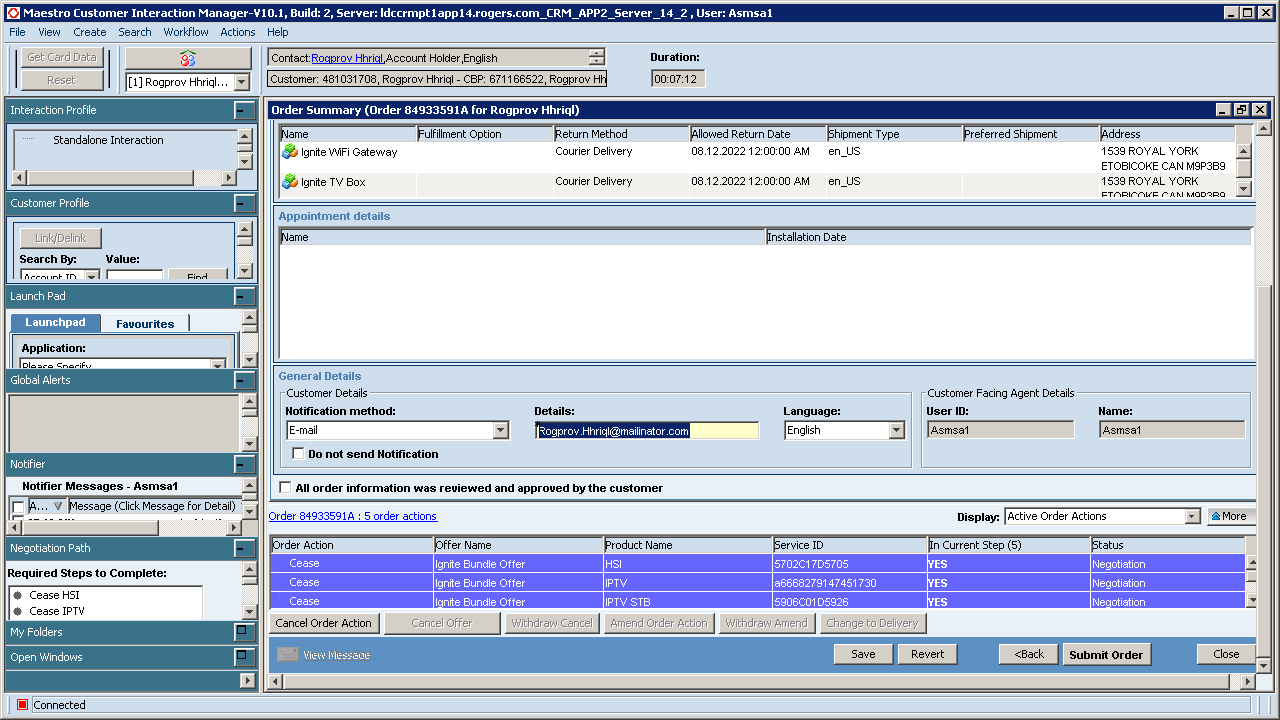 Maestro Customer Interaction Manager-V10.1, Build: 2, Server: ldccrmpt1app14.rogers.com_CRM_APP2_Server_14_2 , User: Asmsa1
File View Create Search Workflow Actions Help
Get Card Data
Reset
[1] Rogprov Hhriql...
Contact:Rogprov Hhriql,Account Holder,English
Customer: 481031708, Rogprov Hhriql - CBP: 671166522, Rogprov Hh
Duration:
00:07:12
Interaction Profile
Standalone Interaction
Customer Profile
Link/Delink
Search By: Value:
Account ID
Find
Launch Pad
Launchpad Favourites
Application:
Please Specify
Global Alerts
Notifier
Notifier Messages - Asmsa1
A... Message (Click Message for Detail)
Negotiation Path
Required Steps to Complete:
Cease HSI
Cease IPTV
My Folders
Open Windows
Order Summary (Order 84933591A for Rogprov Hhriql)
Name Fulfillment Option Return Method Allowed Return Date Shipment Type Preferred Shipment Address
Ignite WiFi Gateway Courier Delivery 08.12.2022 12:00:00 AM en_US 1539 ROYAL YORK
ETOBICOKE CAN M9P3B9
Ignite TV Box Courier Delivery 08.12.2022 12:00:00 AM en_US 1539 ROYAL YORK
ETOBICOKE CAN M9P3B9
Appointment details
Name Installation Date
General Details
Customer Details
Notification method: Details: Language:
E-mail Rogprov.Hhriql@mailinator.com English
Do not send Notification
Customer Facing Agent Details
User ID: Name:
Asmsa1 Asmsa1
All order information was reviewed and approved by the customer
Order 84933591A : 5 order actions
Display: Active Order Actions More
Order Action Offer Name Product Name Service ID In Current Step (5) Status
Cease Ignite Bundle Offer HSI 5702C17D5705 YES Negotiation
Cease Ignite Bundle Offer IPTV a6668279147451730 YES Negotiation
Cease Ignite Bundle Offer IPTV STB 5906C01D5926 YES Negotiation
Cancel Order Action Cancel Offer Withdraw Cancel Amend Order Action Withdraw Amend Change to Delivery
View Message Save Revert <Back Submit Order Close
Connected